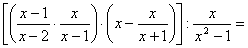 [((x−1)/(x−2) · x/(x−1)) · (x − x/(x+1))] : x/(x²−1) =